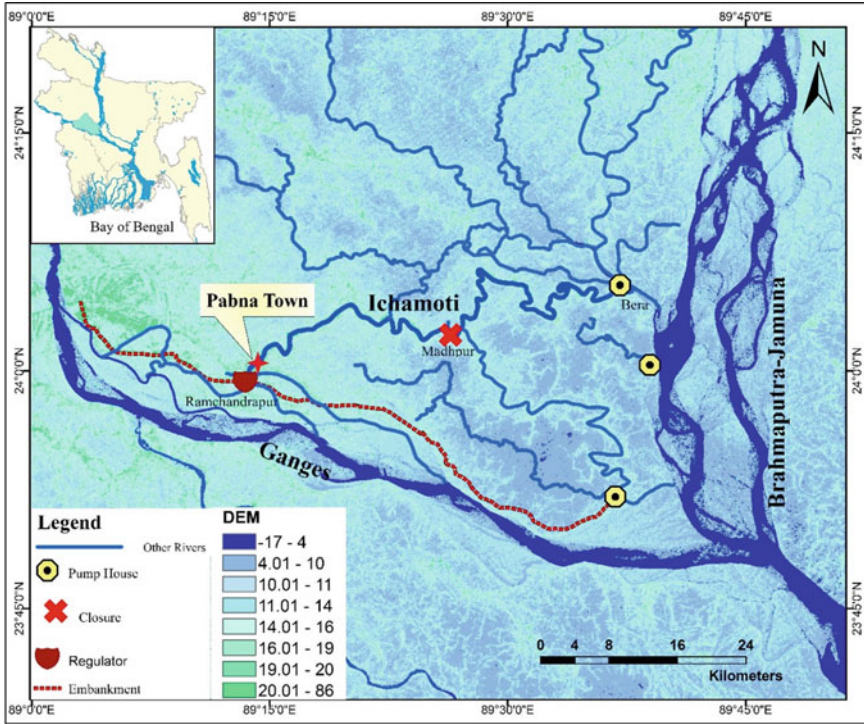 89°0'0"E
89°15'0"E
89°30'0"E
89°45'0"E
N
24°15'0"N
24°15'0"N
Bay of Bengal
Pabna Town
Ichamoti
Bera
Madhpur
24°0'0"N
24°0'0"N
Ramchandrapur
Ganges
Brahmaputra-Jamuna
Legend
Other Rivers
Pump House
Closure
Regulator
Embankment
DEM
-17 - 4
4.01 - 10
10.01 - 11
11.01 - 14
14.01 - 16
16.01 - 19
19.01 - 20
20.01 - 86
23°45'0"N
23°45'0"N
0 4 8 16 24
Kilometers
89°0'0"E
89°15'0"E
89°30'0"E
89°45'0"E